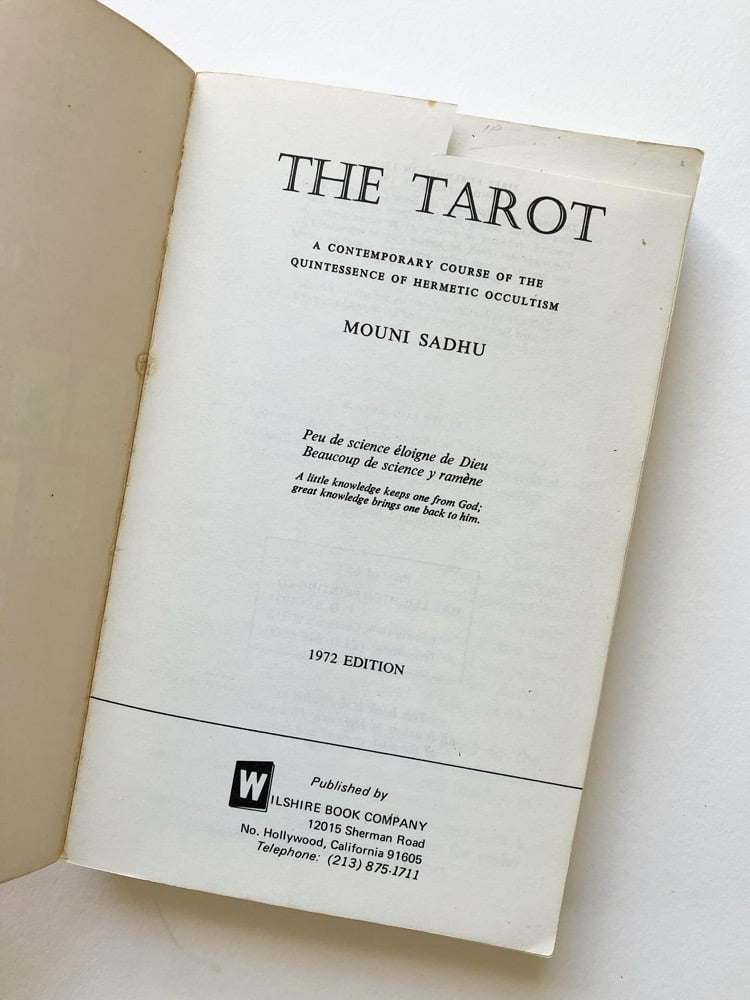 THE TAROT
A CONTEMPORARY COURSE OF THE
QUINTESSENCE OF HERMETIC OCCULTISM
MOUNI SADHU
Peu de science éloigne de Dieu
Beaucoup de science y ramène
A little knowledge keeps one from God;
great knowledge brings one back to him.
1972 EDITION
Published by
WILSHIRE BOOK COMPANY
12015 Sherman Road
No. Hollywood, California 91605
Telephone: (213) 875-1711